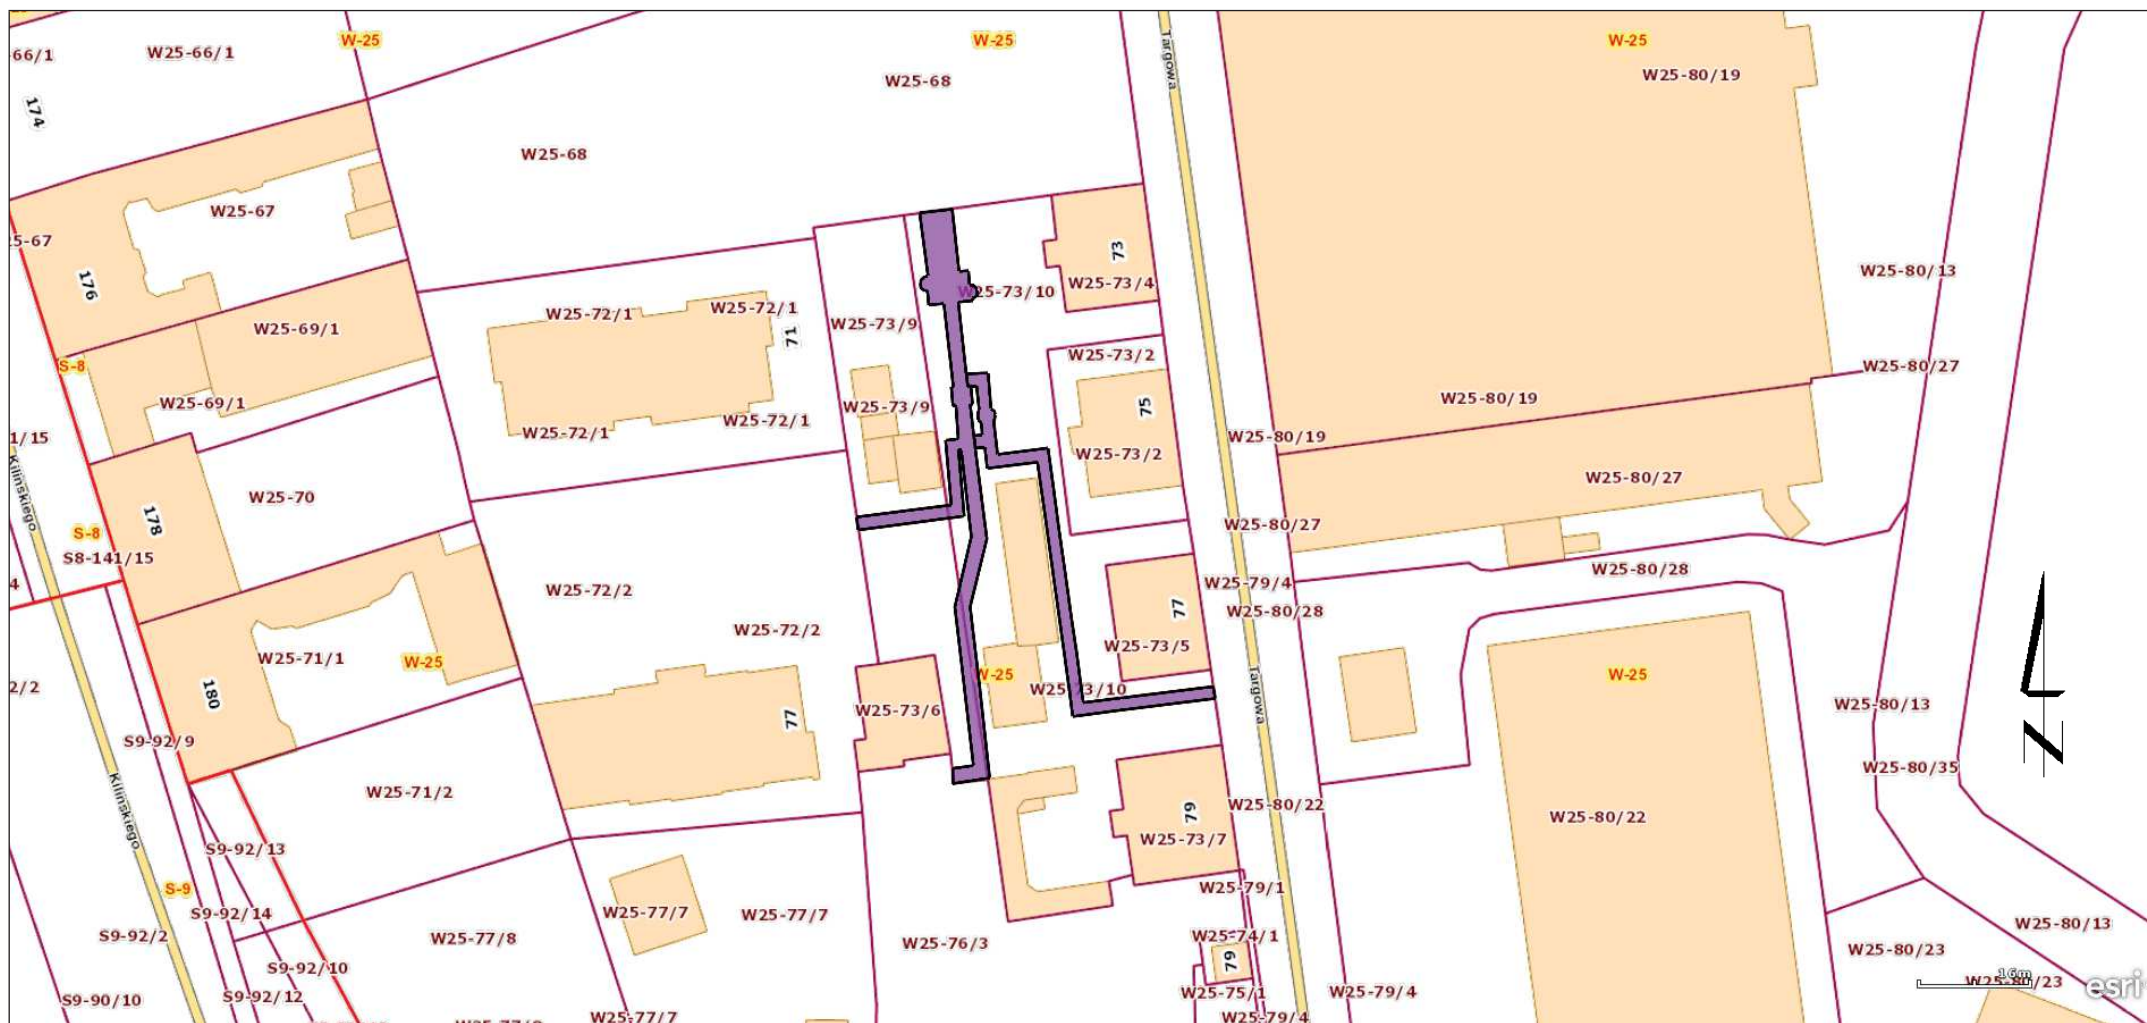 W-25
W-25
W-25
66/1
W25-66/1
Targowa
W25-68
W25-80/19
174
W25-68
W25-67
5-67
73
176
W25-80/13
W25-73/4
W25-73/10
W25-72/1
W25-72/1
71
W25-69/1
W25-73/9
W25-73/2
S-8
W25-80/27
W25-80/19
W25-69/1
W25-73/9
75
W25-72/1
W25-72/1
1/15
W25-80/19
W25-73/2
Kilinskiego
W25-80/27
W25-70
178
S-8
W25-80/27
S8-141/15
W25-80/28
4
W25-79/4
W25-72/2
77
W25-80/28
W25-72/2
W25-73/5
W25-71/1
W-25
W-25
W-25
2/2
180
W25-73/10
Targowa
W25-80/13
W25-73/6
77
S9-92/9
W25-80/35
Kilinskiego
W25-71/2
W25-80/22
79
W25-80/22
W25-73/7
S9-92/13
S-9
W25-79/1
S9-92/14
W25-77/7
W25-77/7
S9-92/2
W25-77/8
W25-76/3
W25-74/1
W25-80/13
W25-80/23
79
S9-92/10
16m
W25-80/23
esri
S9-92/12
S9-90/10
W25-75/1
W25-79/4
W25-77/7
W25-79/4
N